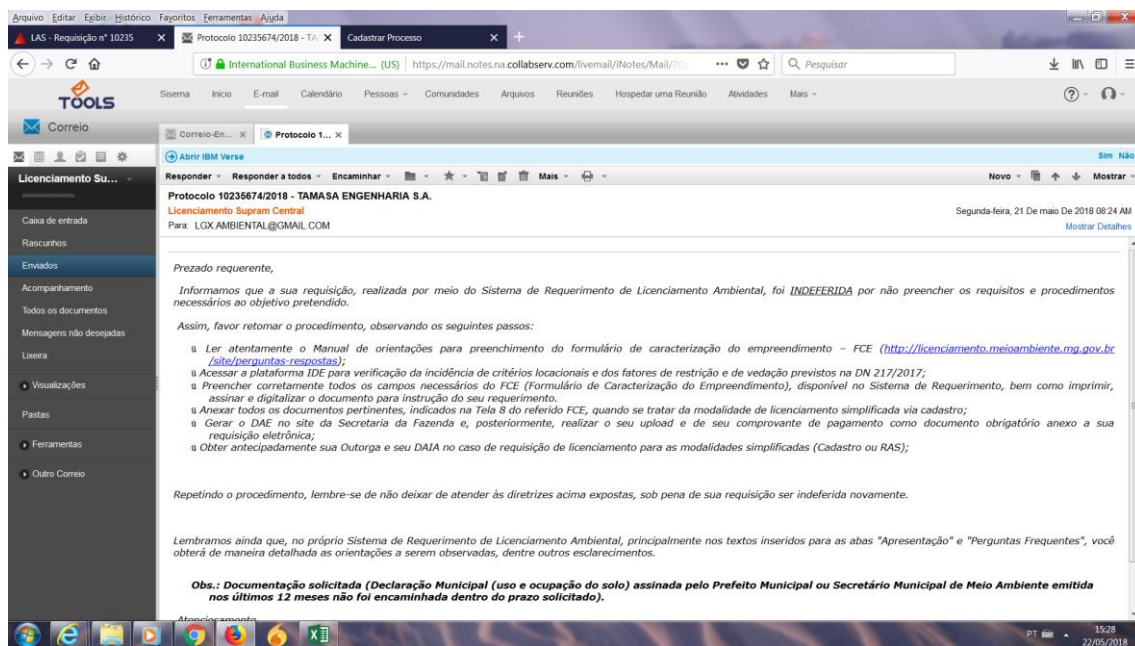 Arquivo Editar Exibir Histórico Favoritos Ferramentas Ajuda
LAS - Requisição nº 10235
Protocolo 10235674/2018 - TA
Cadastrar Processo
International Business Machine... (US) https://mail.notes.na.collabserv.com/livemail/iNotes/Mail/?O
Pesquisar
TOOLS
Sisema Início E-mail Calendário Pessoas Comunidades Arquivos Reuniões Hospedar uma Reunião Atividades Mais
Correio
Correio-En...
Protocolo 1...
Abrir IBM Verse
Sim Não
Licenciamento Su...
Responder Responder a todos Encaminhar Mais
Novo Mostrar
Protocolo 10235674/2018 - TAMASA ENGENHARIA S.A.
Licenciamento Supram Central
Segunda-feira, 21 De maio De 2018 08:24 AM
Para: LGX.AMBIENTAL@GMAIL.COM
Mostrar Detalhes
Caixa de entrada
Rascunhos
Enviados
Acompanhamento
Todos os documentos
Mensagens não desejadas
Lixeira
Visualizações
Pastas
Ferramentas
Outro Correio
Prezado requerente,
Informamos que a sua requisição, realizada por meio do Sistema de Requerimento de Licenciamento Ambiental, foi INDEFERIDA por não preencher os requisitos e procedimentos
necessários ao objetivo pretendido.
Assim, favor retomar o procedimento, observando os seguintes passos:
Ler atentamente o Manual de orientações para preenchimento do formulário de caracterização do empreendimento – FCE (http://licenciamento.meioambiente.mg.gov.br
/site/perguntas-respostas);
Acessar a plataforma IDE para verificação da incidência de critérios locacionais e dos fatores de restrição e de vedação previstos na DN 217/2017;
Preencher corretamente todos os campos necessários do FCE (Formulário de Caracterização do Empreendimento), disponível no Sistema de Requerimento, bem como imprimir,
assinar e digitalizar o documento para instrução do seu requerimento.
Anexar todos os documentos pertinentes, indicados na Tela 8 do referido FCE, quando se tratar da modalidade de licenciamento simplificada via cadastro;
Gerar o DAE no site da Secretaria da Fazenda e, posteriormente, realizar o seu upload e de seu comprovante de pagamento como documento obrigatório anexo a sua
requisição eletrônica;
Obter antecipadamente sua Outorga e seu DAIA no caso de requisição de licenciamento para as modalidades simplificadas (Cadastro ou RAS);
Repetindo o procedimento, lembre-se de não deixar de atender às diretrizes acima expostas, sob pena de sua requisição ser indeferida novamente.
Lembramos ainda que, no próprio Sistema de Requerimento de Licenciamento Ambiental, principalmente nos textos inseridos para as abas "Apresentação" e "Perguntas Frequentes", você
obterá de maneira detalhada as orientações a serem observadas, dentre outros esclarecimentos.
Obs.: Documentação solicitada (Declaração Municipal (uso e ocupação do solo) assinada pelo Prefeito Municipal ou Secretário Municipal de Meio Ambiente emitida
nos últimos 12 meses não foi encaminhada dentro do prazo solicitado).
Atenciosamente
PT
15:28
22/05/2018